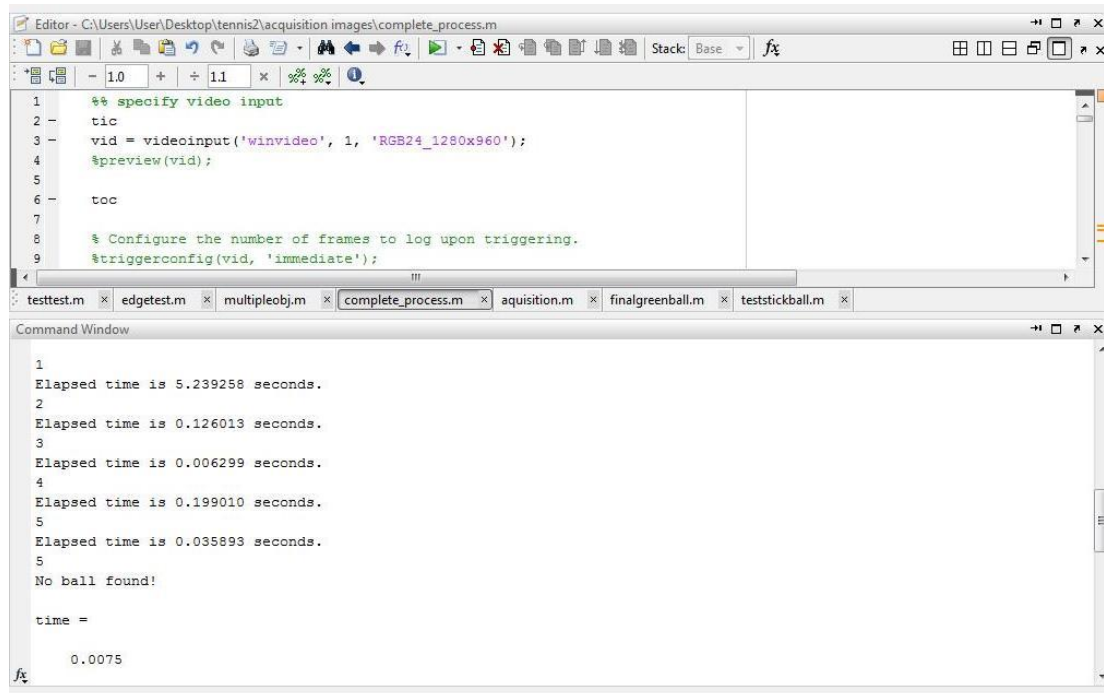 Editor - C:\Users\User\Desktop\tennis2\acquisition images\complete_process.m
Stack: Base fx
- 1.0 + ÷ 1.1 ×
1 %% specify video input
2 - tic
3 - vid = videoinput('winvideo', 1, 'RGB24_1280x960');
4 %preview(vid);
5
6 - toc
7
8 % Configure the number of frames to log upon triggering.
9 %triggerconfig(vid, 'immediate');
testtest.m × edgetest.m × multipleobj.m × complete_process.m × aquisition.m × finalgreenball.m × teststickball.m ×
Command Window
1
Elapsed time is 5.239258 seconds.
2
Elapsed time is 0.126013 seconds.
3
Elapsed time is 0.006299 seconds.
4
Elapsed time is 0.199010 seconds.
5
Elapsed time is 0.035893 seconds.
5
No ball found!
time =
0.0075
fx